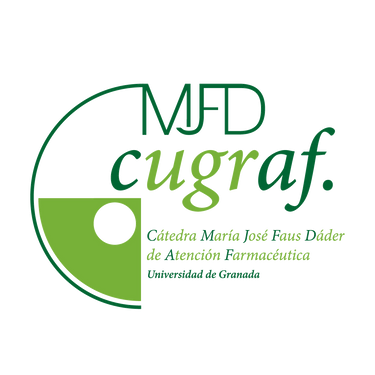 MJFD
cugraf.
Cátedra María José Faus Dáder
de Atención Farmacéutica
Universidad de Granada